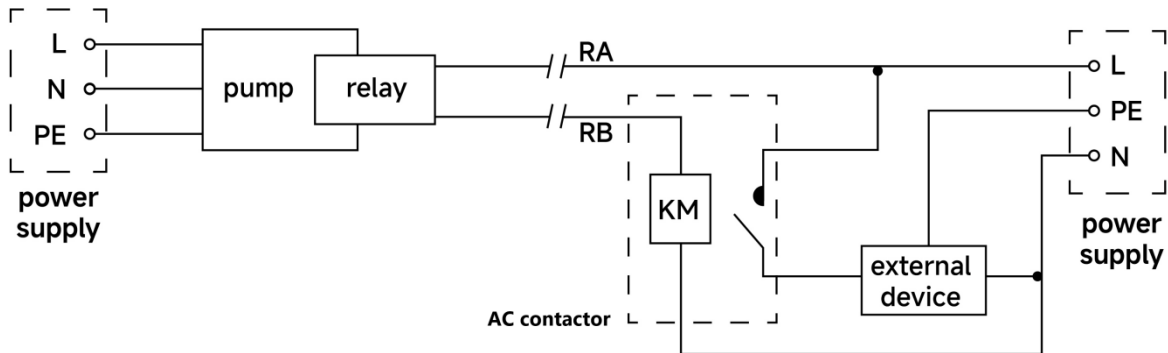 L
N
PE
power
supply
pump
relay
RA
RB
KM
AC contactor
external
device
L
PE
N
power
supply